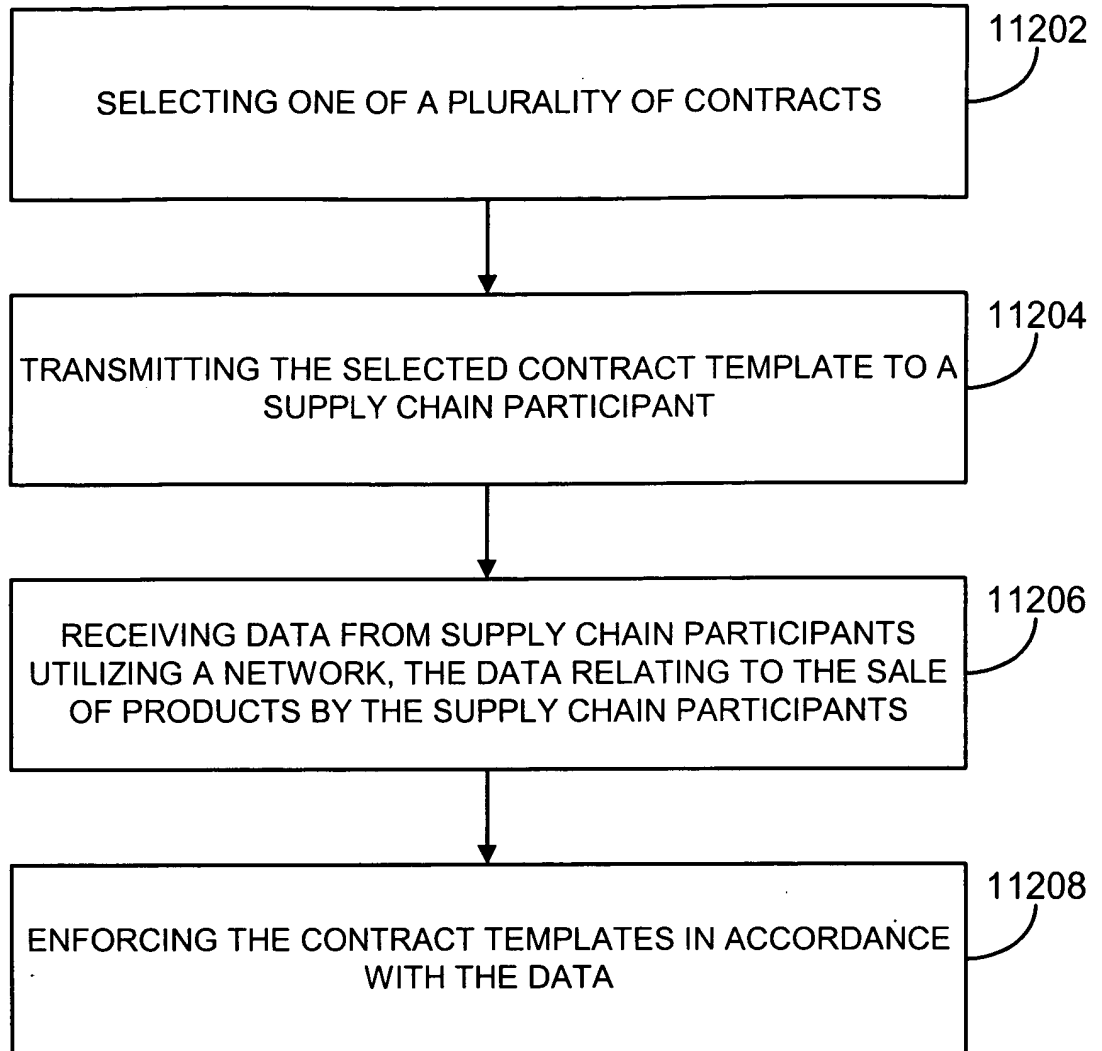 11202
SELECTING ONE OF A PLURALITY OF CONTRACTS
11204
TRANSMITTING THE SELECTED CONTRACT TEMPLATE TO A
SUPPLY CHAIN PARTICIPANT
11206
RECEIVING DATA FROM SUPPLY CHAIN PARTICIPANTS
UTILIZING A NETWORK, THE DATA RELATING TO THE SALE
OF PRODUCTS BY THE SUPPLY CHAIN PARTICIPANTS
11208
ENFORCING THE CONTRACT TEMPLATES IN ACCORDANCE
WITH THE DATA